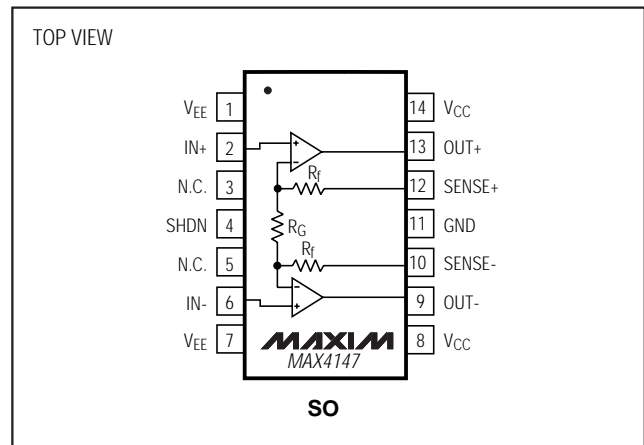 TOP VIEW
VEE 1
14 VCC
IN+ 2
13 OUT+
N.C. 3
12 SENSE+
SHDN 4
11 GND
N.C. 5
10 SENSE-
IN- 6
9 OUT-
VEE 7
8 VCC
+
-
Rf
RG
Rf
-
+
MAXIM
MAX4147
SO